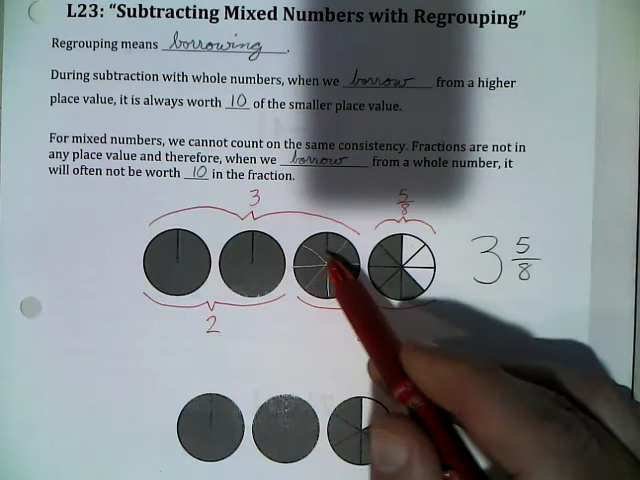 L23: “Subtracting Mixed Numbers with Regrouping”
Regrouping means borrowing.
During subtraction with whole numbers, when we borrow from a higher
place value, it is always worth 10 of the smaller place value.
For mixed numbers, we cannot count on the same consistency. Fractions are not in
any place value and therefore, when we borrow from a whole number, it
will often not be worth 10 in the fraction.
3 5/8
3 5/8
2